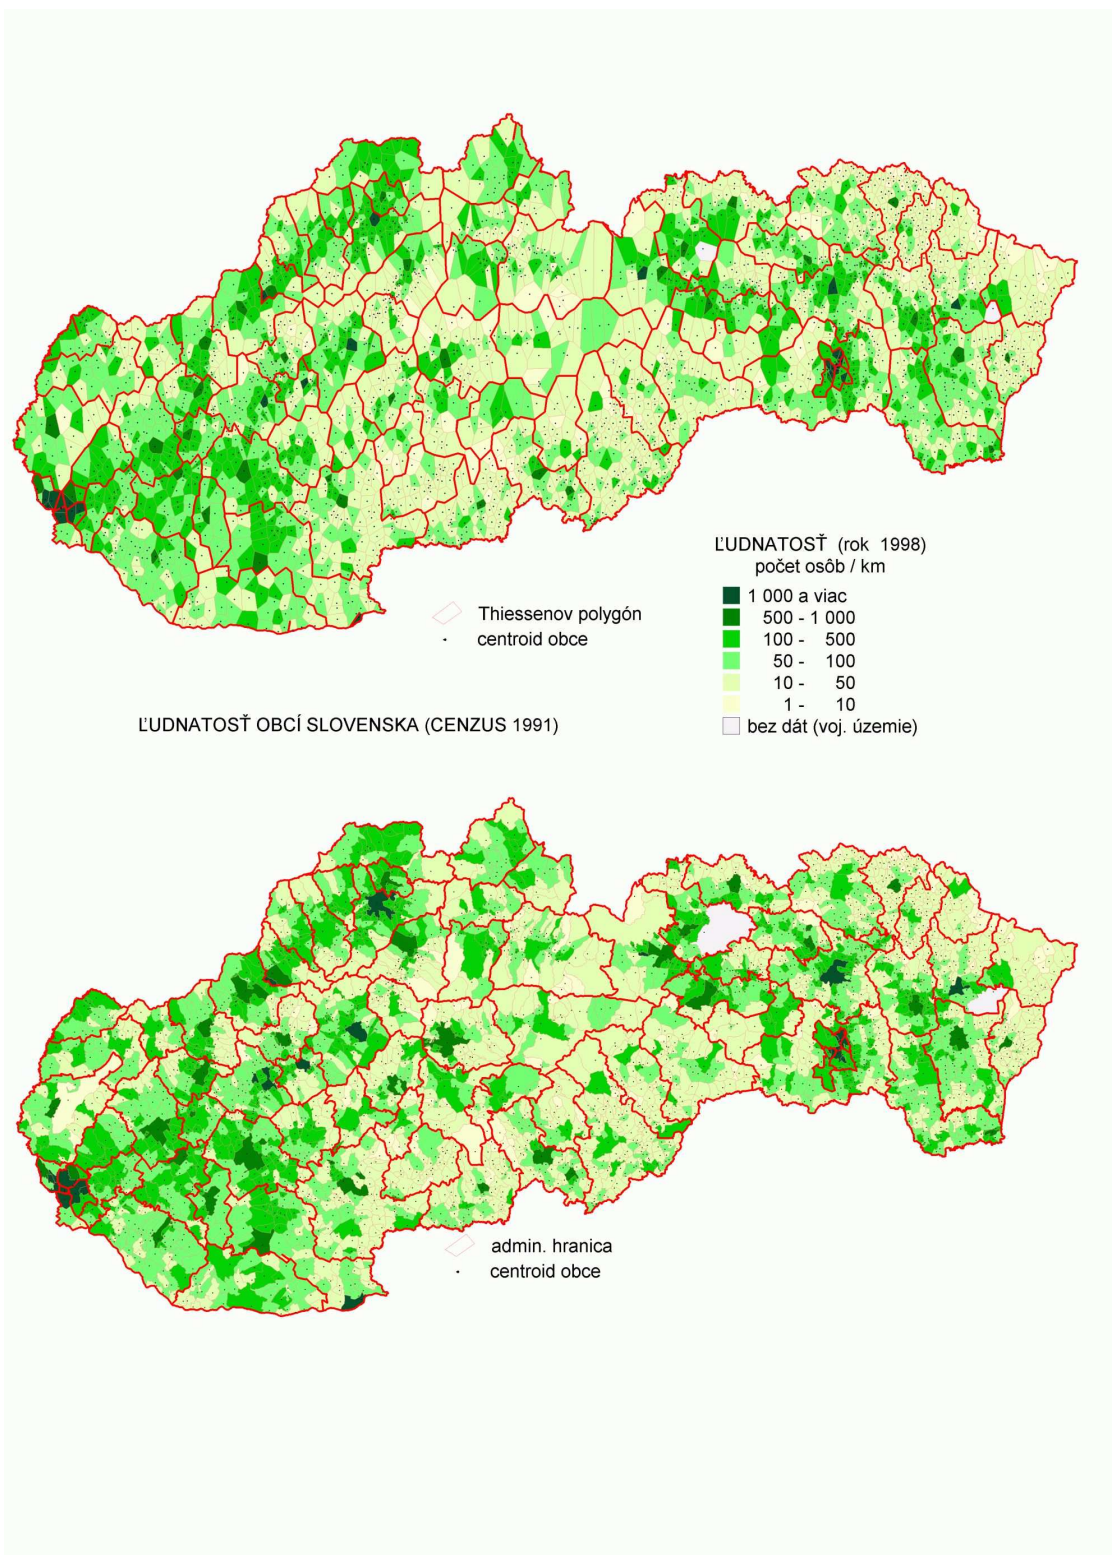 ĽUDNATOSŤ (rok 1998)
počet osôb / km
1 000 a viac
500 - 1 000
100 - 500
50 - 100
10 - 50
1 - 10
bez dát (voj. územie)
Thiessenov polygón
centroid obce
ĽUDNATOSŤ OBCÍ SLOVENSKA (CENZUS 1991)
admin. hranica
centroid obce